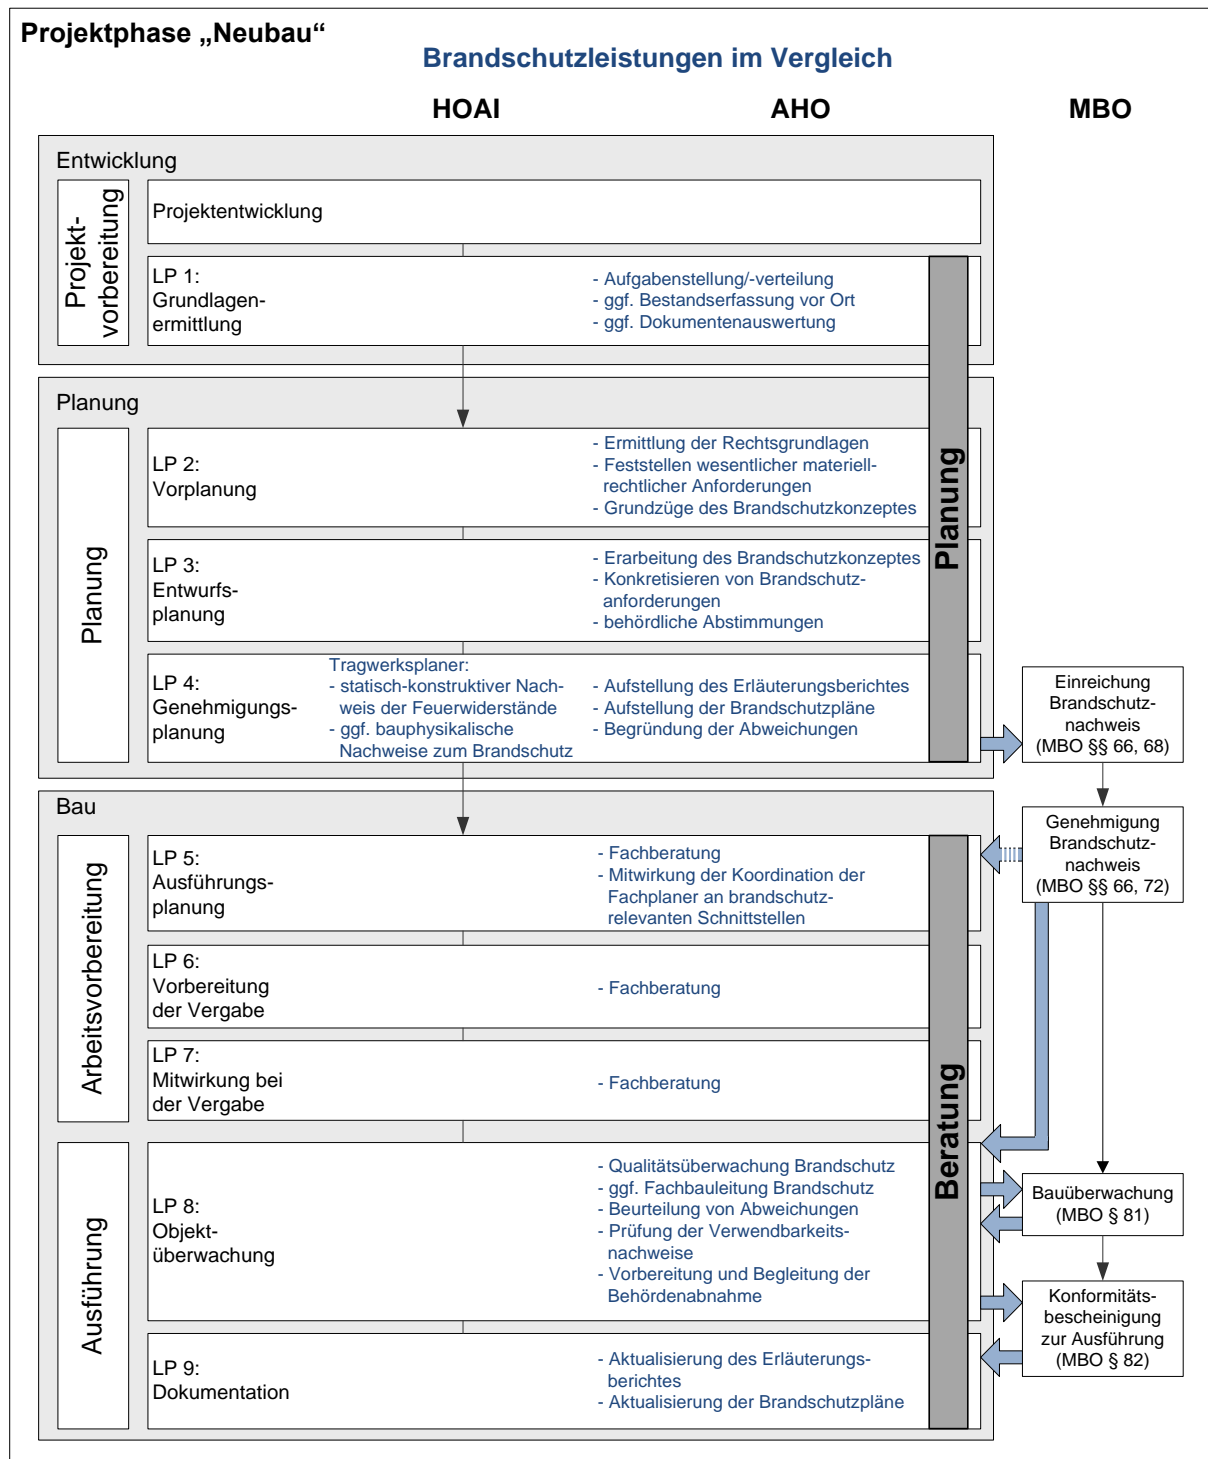 Projektphase „Neubau“
Brandschutzleistungen im Vergleich
HOAI
AHO
MBO
Entwicklung
Projekt-
vorbereitung
Projektentwicklung
LP 1:
Grundlagen-
ermittlung
- Aufgabenstellung/-verteilung
- ggf. Bestandserfassung vor Ort
- ggf. Dokumentenauswertung
Planung
Planung
Planung
LP 2:
Vorplanung
- Ermittlung der Rechtsgrundlagen
- Feststellen wesentlicher materiell-
rechtlicher Anforderungen
- Grundzüge des Brandschutzkonzeptes
LP 3:
Entwurfs-
planung
- Erarbeitung des Brandschutzkonzeptes
- Konkretisieren von Brandschutz-
anforderungen
- behördliche Abstimmungen
LP 4:
Genehmigungs-
planung
Tragwerksplaner:
- statisch-konstruktiver Nach-
weis der Feuerwiderstände
- ggf. bauphysikalische
Nachweise zum Brandschutz
- Aufstellung des Erläuterungsberichtes
- Aufstellung der Brandschutzpläne
- Begründung der Abweichungen
Einreichung
Brandschutz-
nachweis
(MBO §§ 66, 68)
Bau
Arbeitsvorbereitung
LP 5:
Ausführungs-
planung
- Fachberatung
- Mitwirkung der Koordination der
Fachplaner an brandschutz-
relevanten Schnittstellen
Genehmigung
Brandschutz-
nachweis
(MBO §§ 66, 72)
LP 6:
Vorbereitung
der Vergabe
- Fachberatung
LP 7:
Mitwirkung bei
der Vergabe
- Fachberatung
Beratung
Ausführung
LP 8:
Objekt-
überwachung
- Qualitätsüberwachung Brandschutz
- ggf. Fachbauleitung Brandschutz
- Beurteilung von Abweichungen
- Prüfung der Verwendbarkeits-
nachweise
- Vorbereitung und Begleitung der
Behördenabnahme
Bauüberwachung
(MBO § 81)
Konformitäts-
bescheinigung
zur Ausführung
(MBO § 82)
LP 9:
Dokumentation
- Aktualisierung des Erläuterungs-
berichtes
- Aktualisierung der Brandschutzpläne